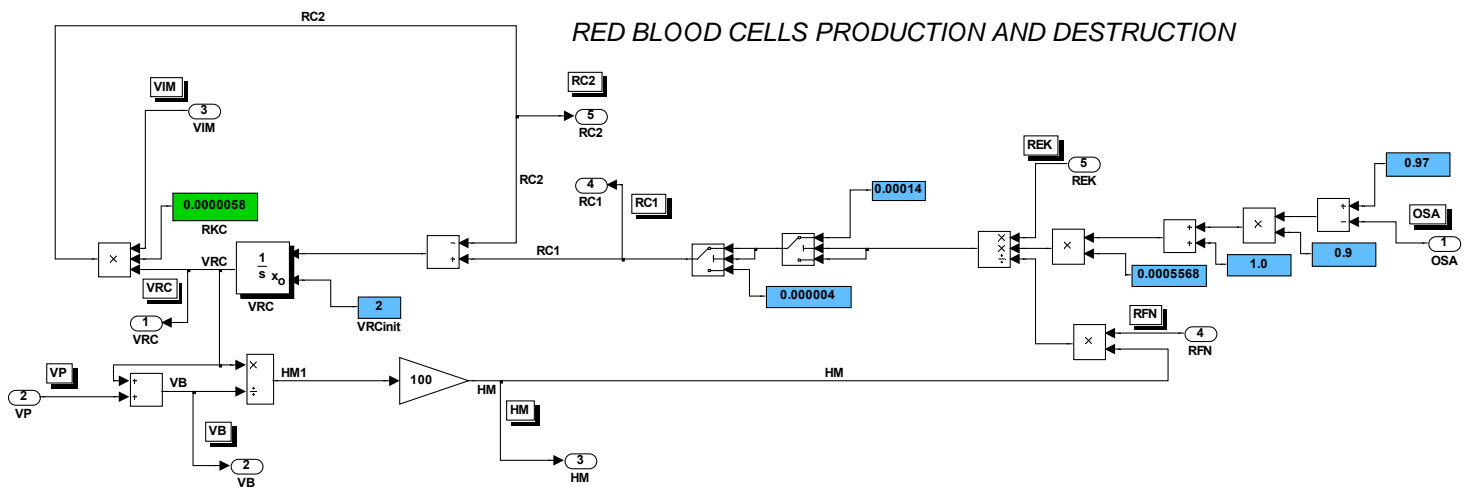 RED BLOOD CELLS PRODUCTION AND DESTRUCTION
RC2
VIM
3
VIM
RC2
5
RC2
RC2
0.0000058
RKC
×
VRC
1
s
xo
VRC
VRC
1
VRC
2
VRCinit
-
+
RC1
4
RC1
RC1
0.00014
0.000004
REK
5
REK
×
×
÷
×
0.0005568
+
+
1.0
×
0.9
+
-
0.97
OSA
1
OSA
RFN
4
RFN
×
VP
2
VP
+
+
VB
VB
2
VB
×
÷
HM1
100
HM
HM
3
HM
HM